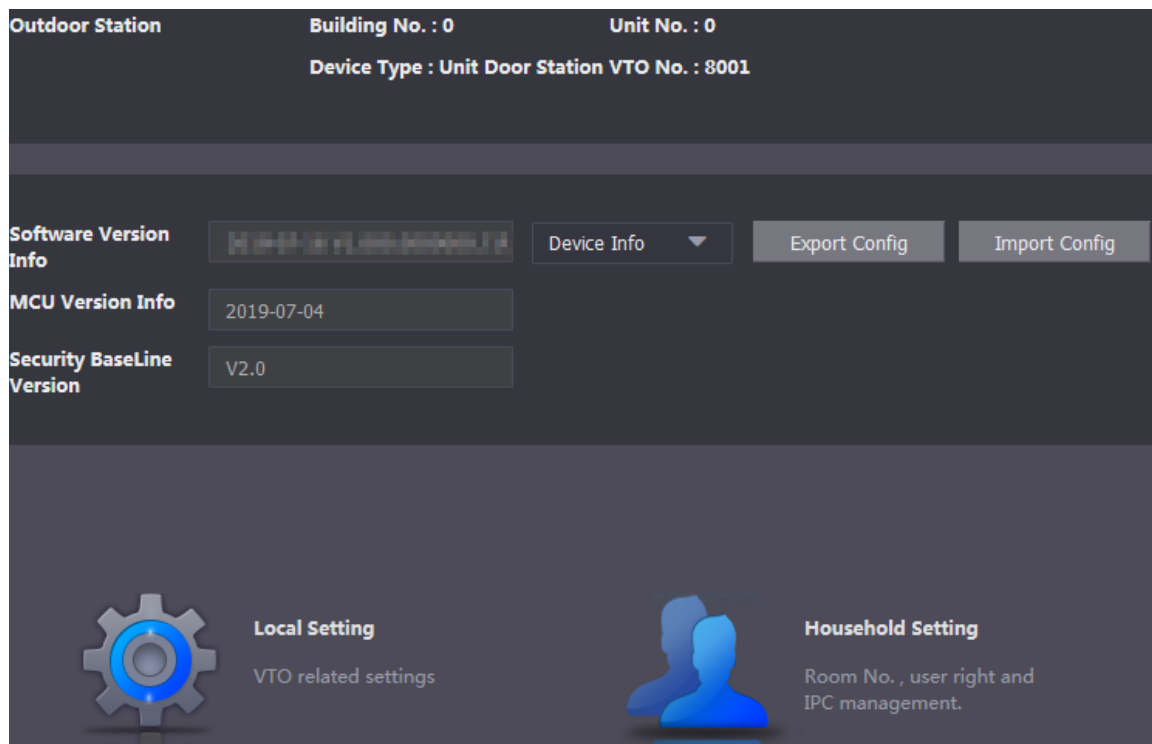 Outdoor Station Building No. : 0 Unit No. : 0
Device Type : Unit Door Station VTO No. : 8001
Software Version
Info
Device Info
Export Config
Import Config
MCU Version Info 2019-07-04
Security BaseLine
Version
V2.0
Local Setting
VTO related settings
Household Setting
Room No. , user right and
IPC management.